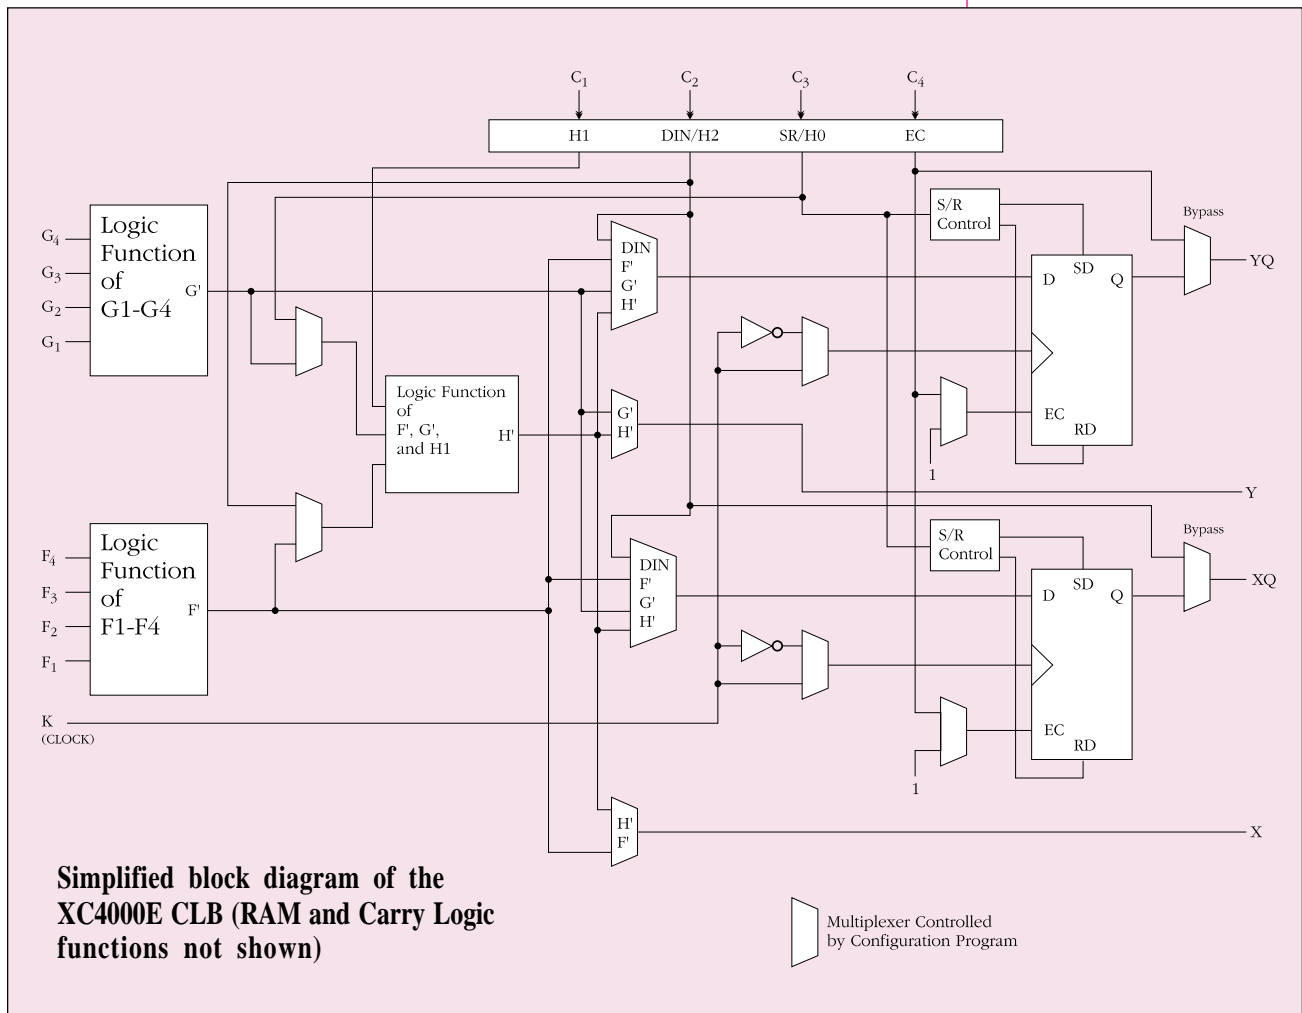 C1 C2 C3 C4
H1 DIN/H2 SR/H0 EC
Logic
Function
of
G1-G4
G'
G4
G3
G2
G1
S/R
Control
Bypass
DIN
F'
G'
H'
D
SD
Q
YQ
EC
RD
1
Logic Function
of
F', G',
and H1
H'
G'
H'
Y
Logic
Function
of
F1-F4
F'
F4
F3
F2
F1
S/R
Control
Bypass
DIN
F'
G'
H'
D
SD
Q
XQ
EC
RD
1
K
(CLOCK)
H'
F'
X
Simplified block diagram of the
XC4000E CLB (RAM and Carry Logic
functions not shown)
Multiplexer Controlled
by Configuration Program